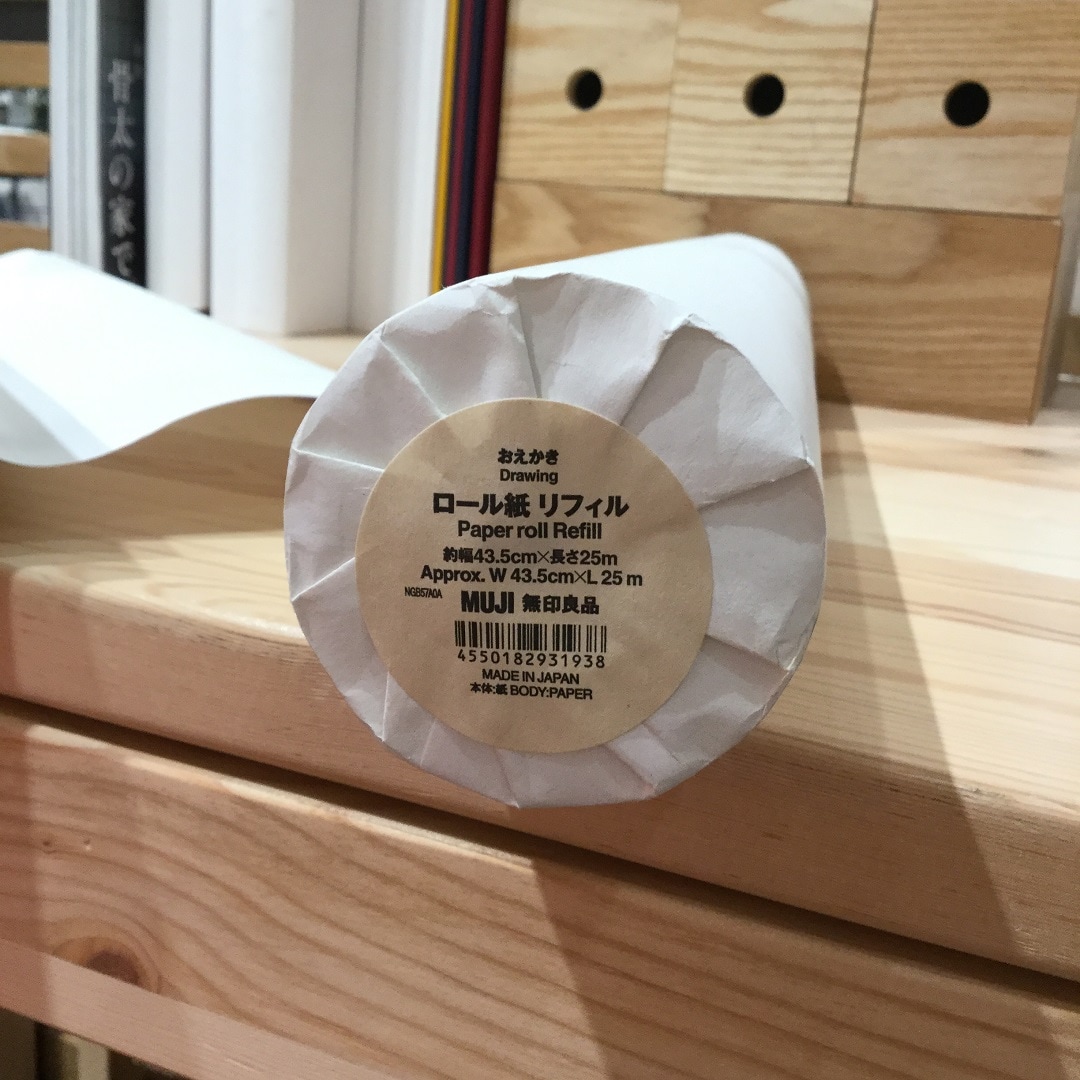 骨太の家で
おえかき
Drawing
ロール紙 リフィル
Paper roll Refill
約幅43.5cm×長さ25m
Approx. W 43.5cm×L 25 m
NGB57A0A
MUJI 無印良品
4550182931938
MADE IN JAPAN
本体:紙 BODY:PAPER